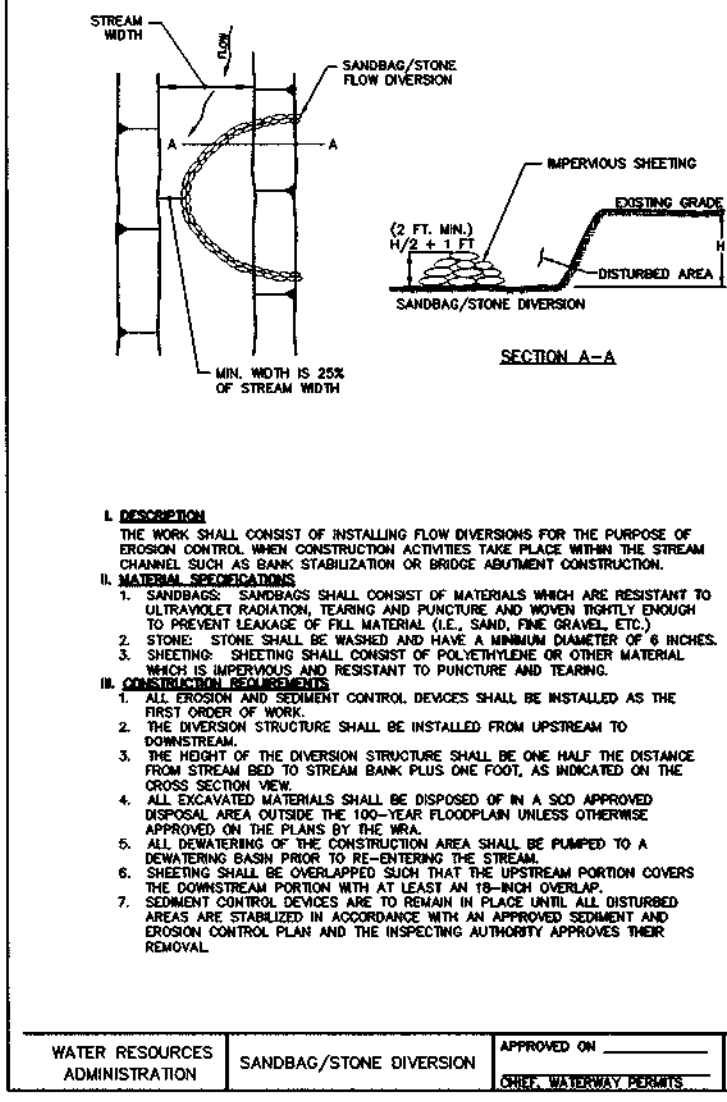 STREAM
WIDTH
FLOW
SANDBAG/STONE
FLOW DIVERSION
A
A
MIN. WIDTH IS 25%
OF STREAM WIDTH
IMPERVIOUS SHEETING
EXISTING GRADE
(2 FT. MIN.)
H/2 + 1 FT
H
DISTURBED AREA
SANDBAG/STONE DIVERSION
SECTION A-A
I. DESCRIPTION
THE WORK SHALL CONSIST OF INSTALLING FLOW DIVERSIONS FOR THE PURPOSE OF
EROSION CONTROL WHEN CONSTRUCTION ACTIVITIES TAKE PLACE WITHIN THE STREAM
CHANNEL SUCH AS BANK STABILIZATION OR BRIDGE ABUTMENT CONSTRUCTION.
II. MATERIAL SPECIFICATIONS
1. SANDBAGS: SANDBAGS SHALL CONSIST OF MATERIALS WHICH ARE RESISTANT TO
ULTRAVIOLET RADIATION, TEARING AND PUNCTURE AND WOVEN TIGHTLY ENOUGH
TO PREVENT LEAKAGE OF FILL MATERIAL (I.E., SAND, FINE GRAVEL, ETC.)
2. STONE: STONE SHALL BE WASHED AND HAVE A MINIMUM DIAMETER OF 6 INCHES.
3. SHEETING: SHEETING SHALL CONSIST OF POLYETHYLENE OR OTHER MATERIAL
WHICH IS IMPERVIOUS AND RESISTANT TO PUNCTURE AND TEARING.
III. CONSTRUCTION REQUIREMENTS
1. ALL EROSION AND SEDIMENT CONTROL DEVICES SHALL BE INSTALLED AS THE
FIRST ORDER OF WORK.
2. THE DIVERSION STRUCTURE SHALL BE INSTALLED FROM UPSTREAM TO
DOWNSTREAM.
3. THE HEIGHT OF THE DIVERSION STRUCTURE SHALL BE ONE HALF THE DISTANCE
FROM STREAM BED TO STREAM BANK PLUS ONE FOOT, AS INDICATED ON THE
CROSS SECTION VIEW.
4. ALL EXCAVATED MATERIALS SHALL BE DISPOSED OF IN A SCD APPROVED
DISPOSAL AREA OUTSIDE THE 100-YEAR FLOODPLAIN UNLESS OTHERWISE
APPROVED ON THE PLANS BY THE WRA.
5. ALL DEWATERING OF THE CONSTRUCTION AREA SHALL BE PUMPED TO A
DEWATERING BASIN PRIOR TO RE-ENTERING THE STREAM.
6. SHEETING SHALL BE OVERLAPPED SUCH THAT THE UPSTREAM PORTION COVERS
THE DOWNSTREAM PORTION WITH AT LEAST AN 18-INCH OVERLAP.
7. SEDIMENT CONTROL DEVICES ARE TO REMAIN IN PLACE UNTIL ALL DISTURBED
AREAS ARE STABILIZED IN ACCORDANCE WITH AN APPROVED SEDIMENT AND
EROSION CONTROL PLAN AND THE INSPECTING AUTHORITY APPROVES THEIR
REMOVAL
WATER RESOURCES
ADMINISTRATION
SANDBAG/STONE DIVERSION
APPROVED ON
CHIEF, WATERWAY PERMITS